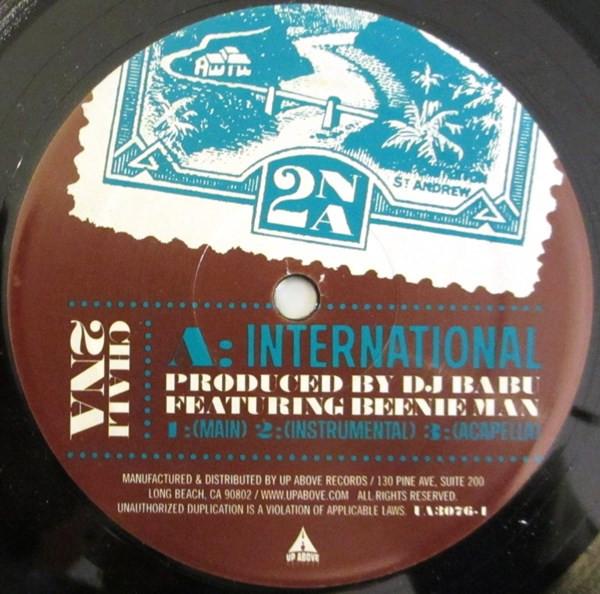 ST ANDREW
2NA
CHALI
2NA
A: INTERNATIONAL
PRODUCED BY DJ BABU
FEATURING BEENIE MAN
1:(MAIN) 2:(INSTRUMENTAL) 3:(ACAPELLA)
MANUFACTURED & DISTRIBUTED BY UP ABOVE RECORDS / 130 PINE AVE, SUITE 200
LONG BEACH, CA 90802 / WWW.UPABOVE.COM ALL RIGHTS RESERVED.
UNAUTHORIZED DUPLICATION IS A VIOLATION OF APPLICABLE LAWS. UA3076-1
UP ABOVE